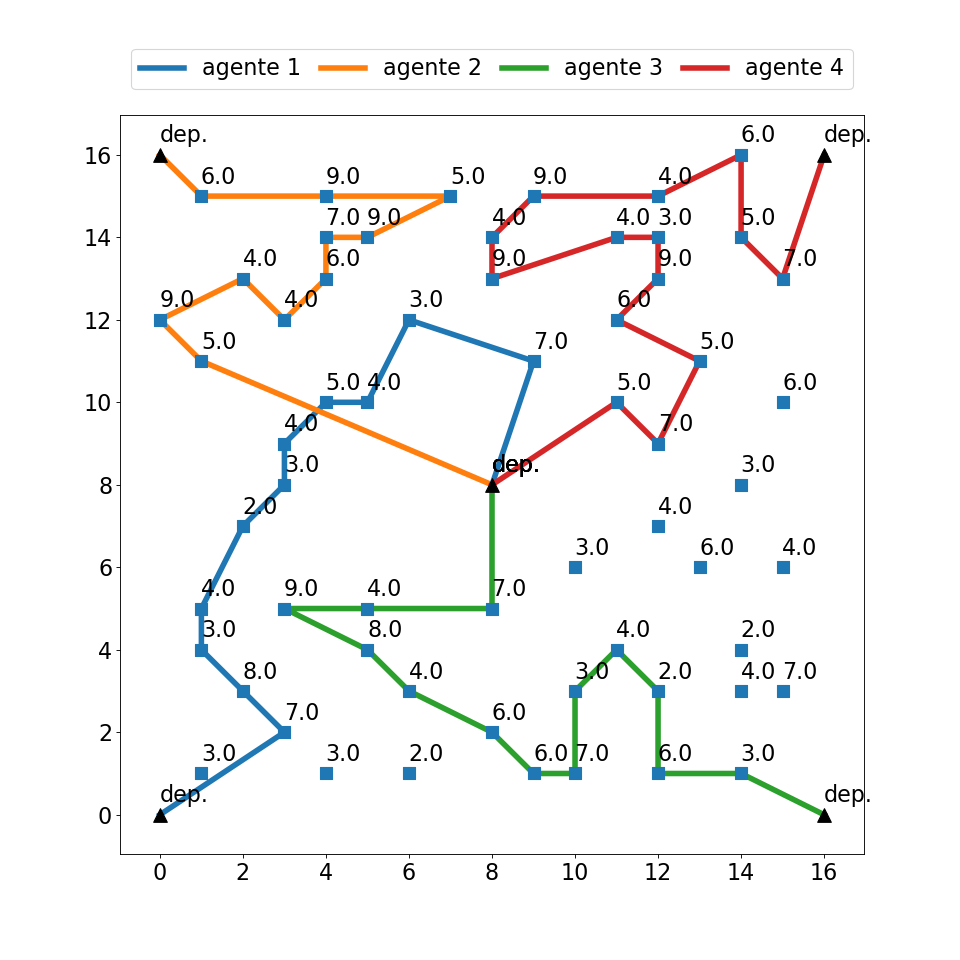 agente 1 agente 2 agente 3 agente 4
dep. 6.0 dep.
16
6.0 9.0 5.0 9.0 4.0
7.0 9.0 4.0 4.0 3.0 5.0
14
4.0 6.0 9.0 9.0 7.0
9.0 4.0 3.0 6.0
12
5.0 7.0 5.0
5.0 4.0 5.0 6.0
10
4.0 7.0
3.0 dep. 3.0
8
2.0 4.0
3.0 6.0 4.0
6
4.0 9.0 4.0 7.0
3.0 8.0 4.0 2.0
4
8.0 4.0 3.0 2.0 4.0 7.0
7.0 6.0
2
3.0 3.0 2.0 6.0 7.0 6.0 3.0
dep. dep.
0
0 2 4 6 8 10 12 14 16